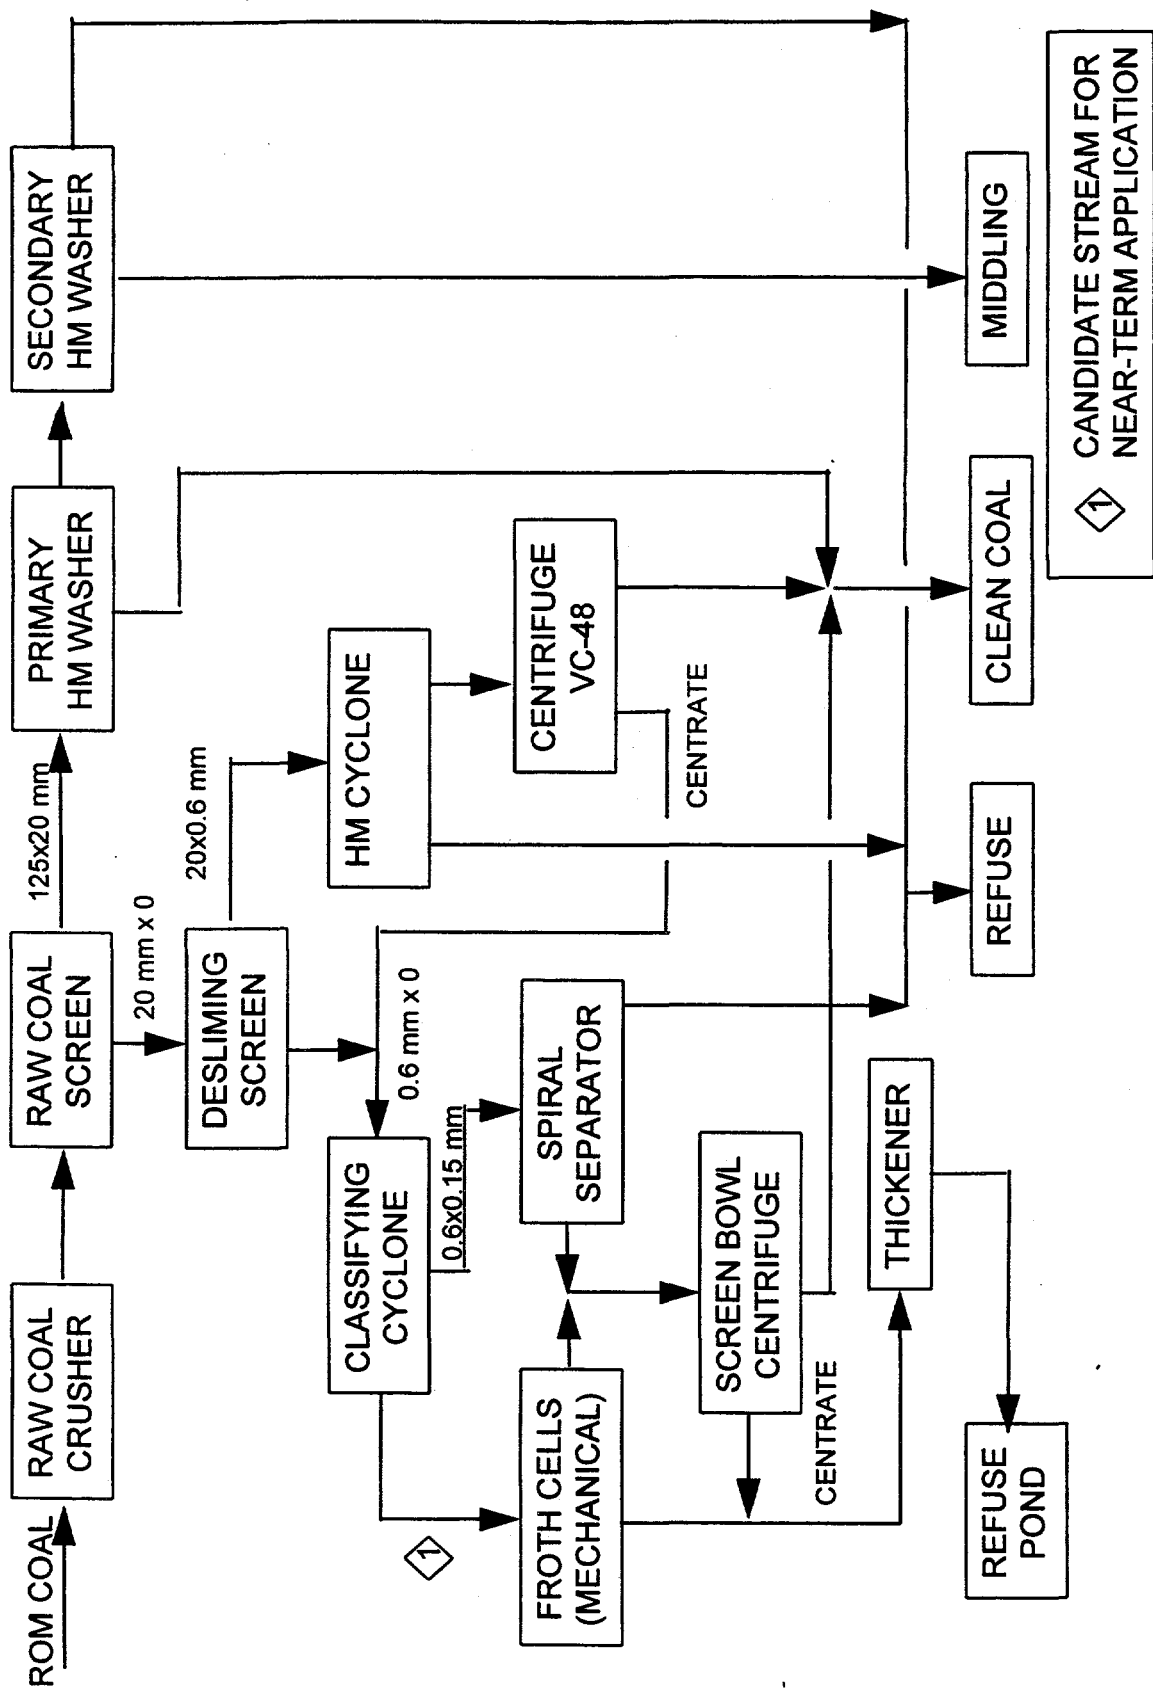 ROM COAL
RAW COAL
CRUSHER
RAW COAL
SCREEN
125x20 mm
PRIMARY
HM WASHER
SECONDARY
HM WASHER
20 mm x 0
DESLIMING
SCREEN
20x0.6 mm
HM CYCLONE
0.6 mm x 0
CLASSIFYING
CYCLONE
0.6x0.15 mm
CENTRIFUGE
VC-48
CENTRATE
1
FROTH CELLS
(MECHANICAL)
SPIRAL
SEPARATOR
SCREEN BOWL
CENTRIFUGE
CENTRATE
THICKENER
REFUSE
POND
REFUSE
CLEAN COAL
MIDDLING
1 CANDIDATE STREAM FOR
NEAR-TERM APPLICATION